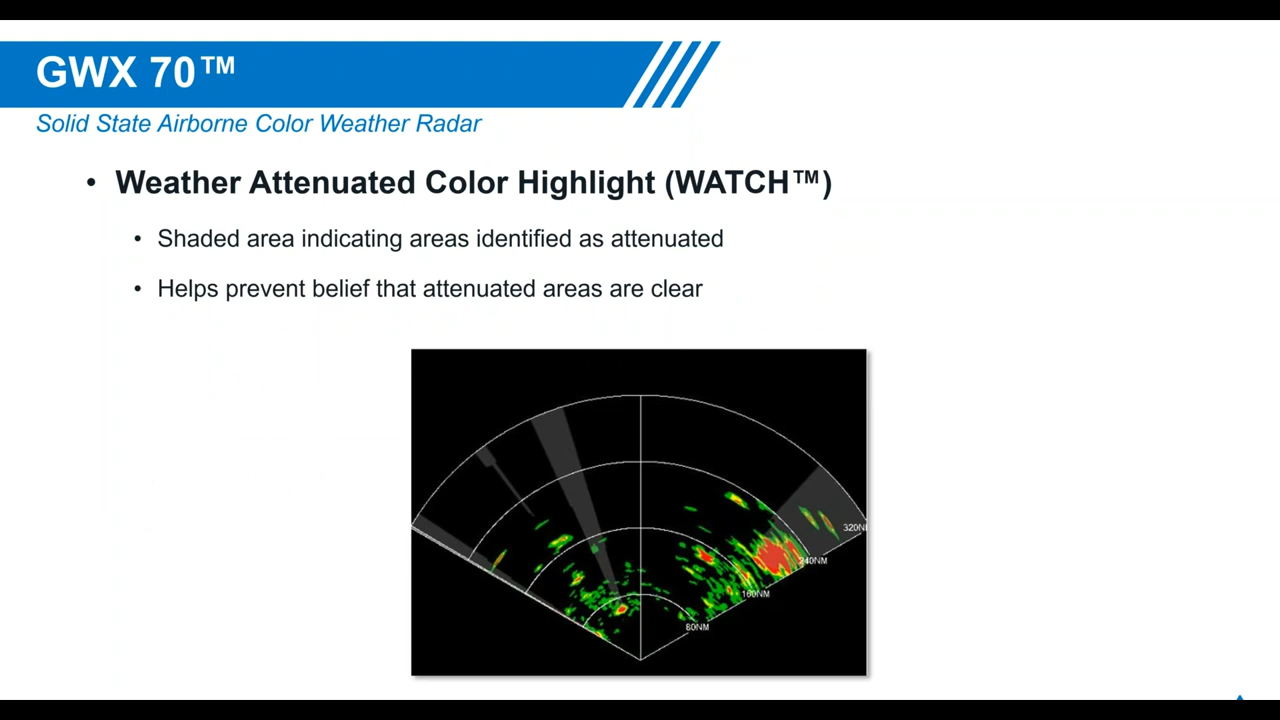 GWX 70™
Solid State Airborne Color Weather Radar
• Weather Attenuated Color Highlight (WATCH™)
• Shaded area indicating areas identified as attenuated
• Helps prevent belief that attenuated areas are clear
320N
240NM
160NM
80NM